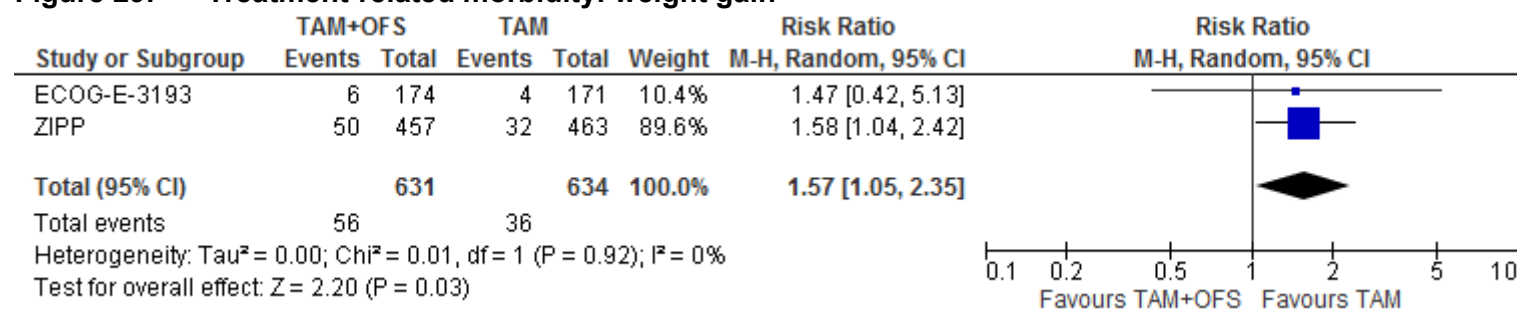 Figure Treatment related morbidity: weight gain
TAM+OFS TAM Risk Ratio Risk Ratio
Study or Subgroup Events Total Events Total Weight M-H, Random, 95% CI M-H, Random, 95% CI
ECOG-E-3193 6 174 4 171 10.4% 1.47 [0.42, 5.13]
ZIPP 50 457 32 463 89.6% 1.58 [1.04, 2.42]
Total (95% CI) 631 634 100.0% 1.57 [1.05, 2.35]
Total events 56 36
Heterogeneity: Tau² = 0.00; Chi² = 0.01, df = 1 (P = 0.92); I² = 0%
Test for overall effect: Z = 2.20 (P = 0.03)
0.1 0.2 0.5 1 2 5 10
Favours TAM+OFS Favours TAM